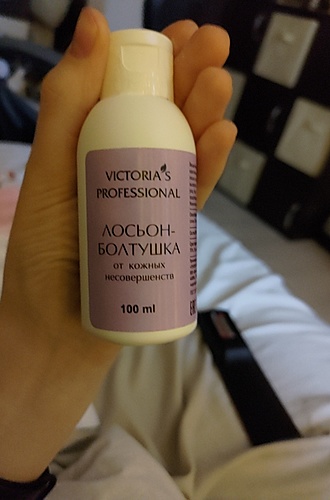 VICTORIA'S
PROFESSIONAL
ЛОСЬОН-
БОЛТУШКА
от кожных
несовершенств
100 ml